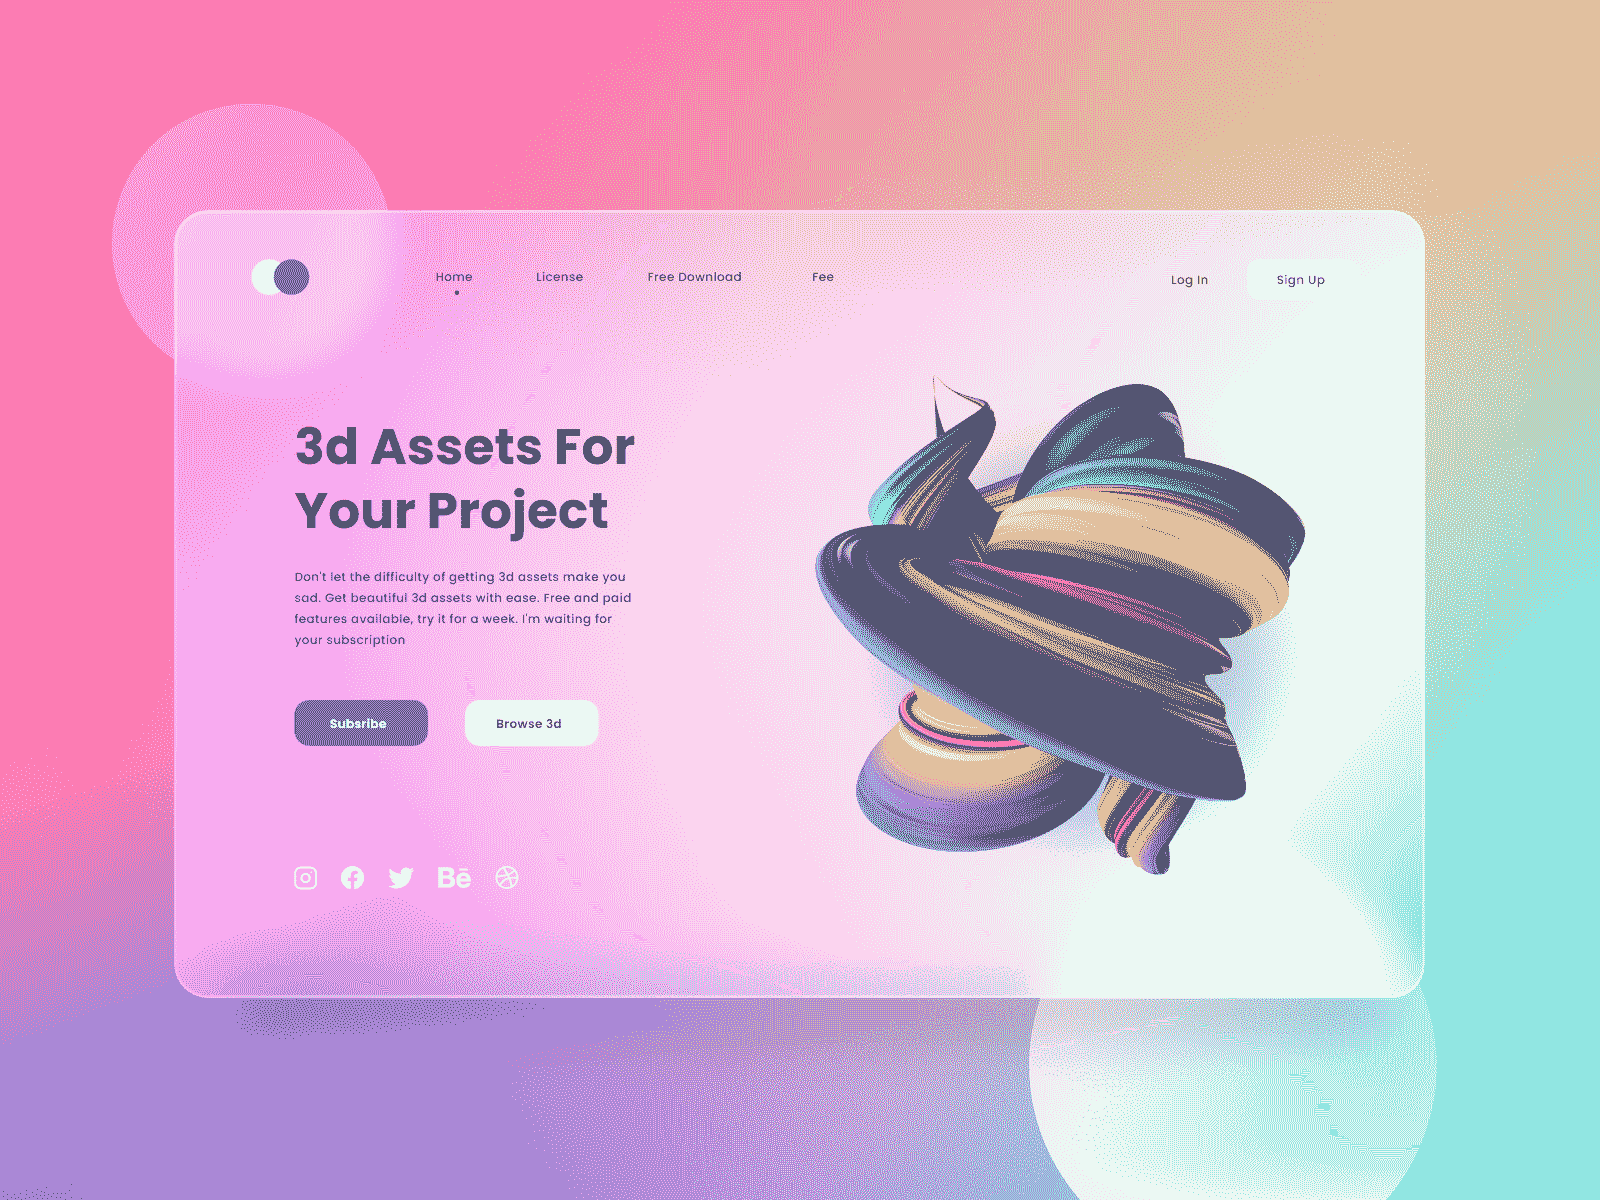 Home License Free Download Fee Log In Sign Up
3d Assets For
Your Project
Don't let the difficulty of getting 3d assets make you
sad. Get beautiful 3d assets with ease. Free and paid
features available, try it for a week. I'm waiting for
your subscription
Subsribe Browse 3d
Bē